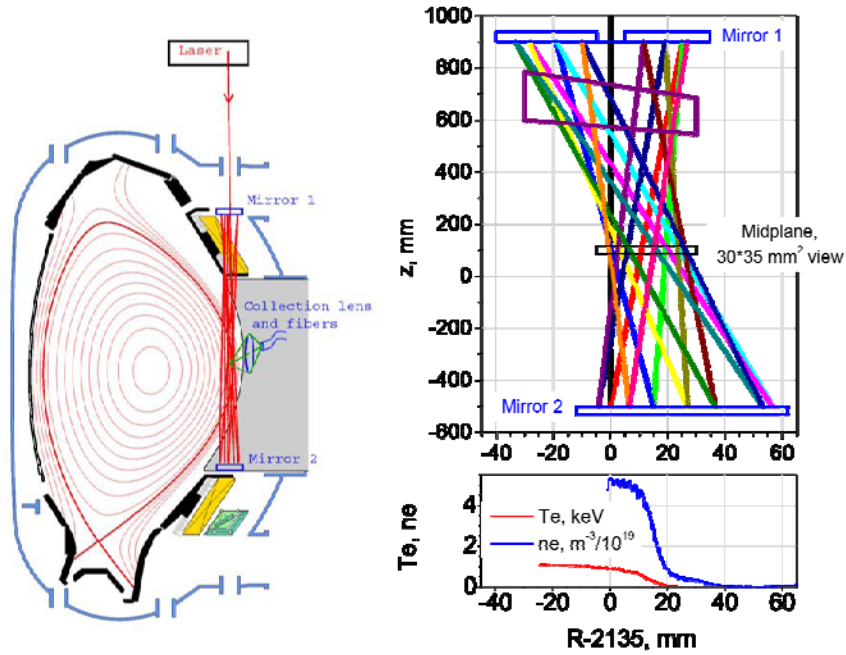 Laser
Mirror 1
Collection lens
and fibers
Mirror 2
1000
800
600
400
200
0
-200
-400
-600
z, mm
Mirror 1
Midplane,
30*35 mm² view
Mirror 2
-40 -20 0 20 40 60
Te, ne
4
2
0
Te, keV
ne, m⁻³/10¹⁹
-40 -20 0 20 40 60
R-2135, mm